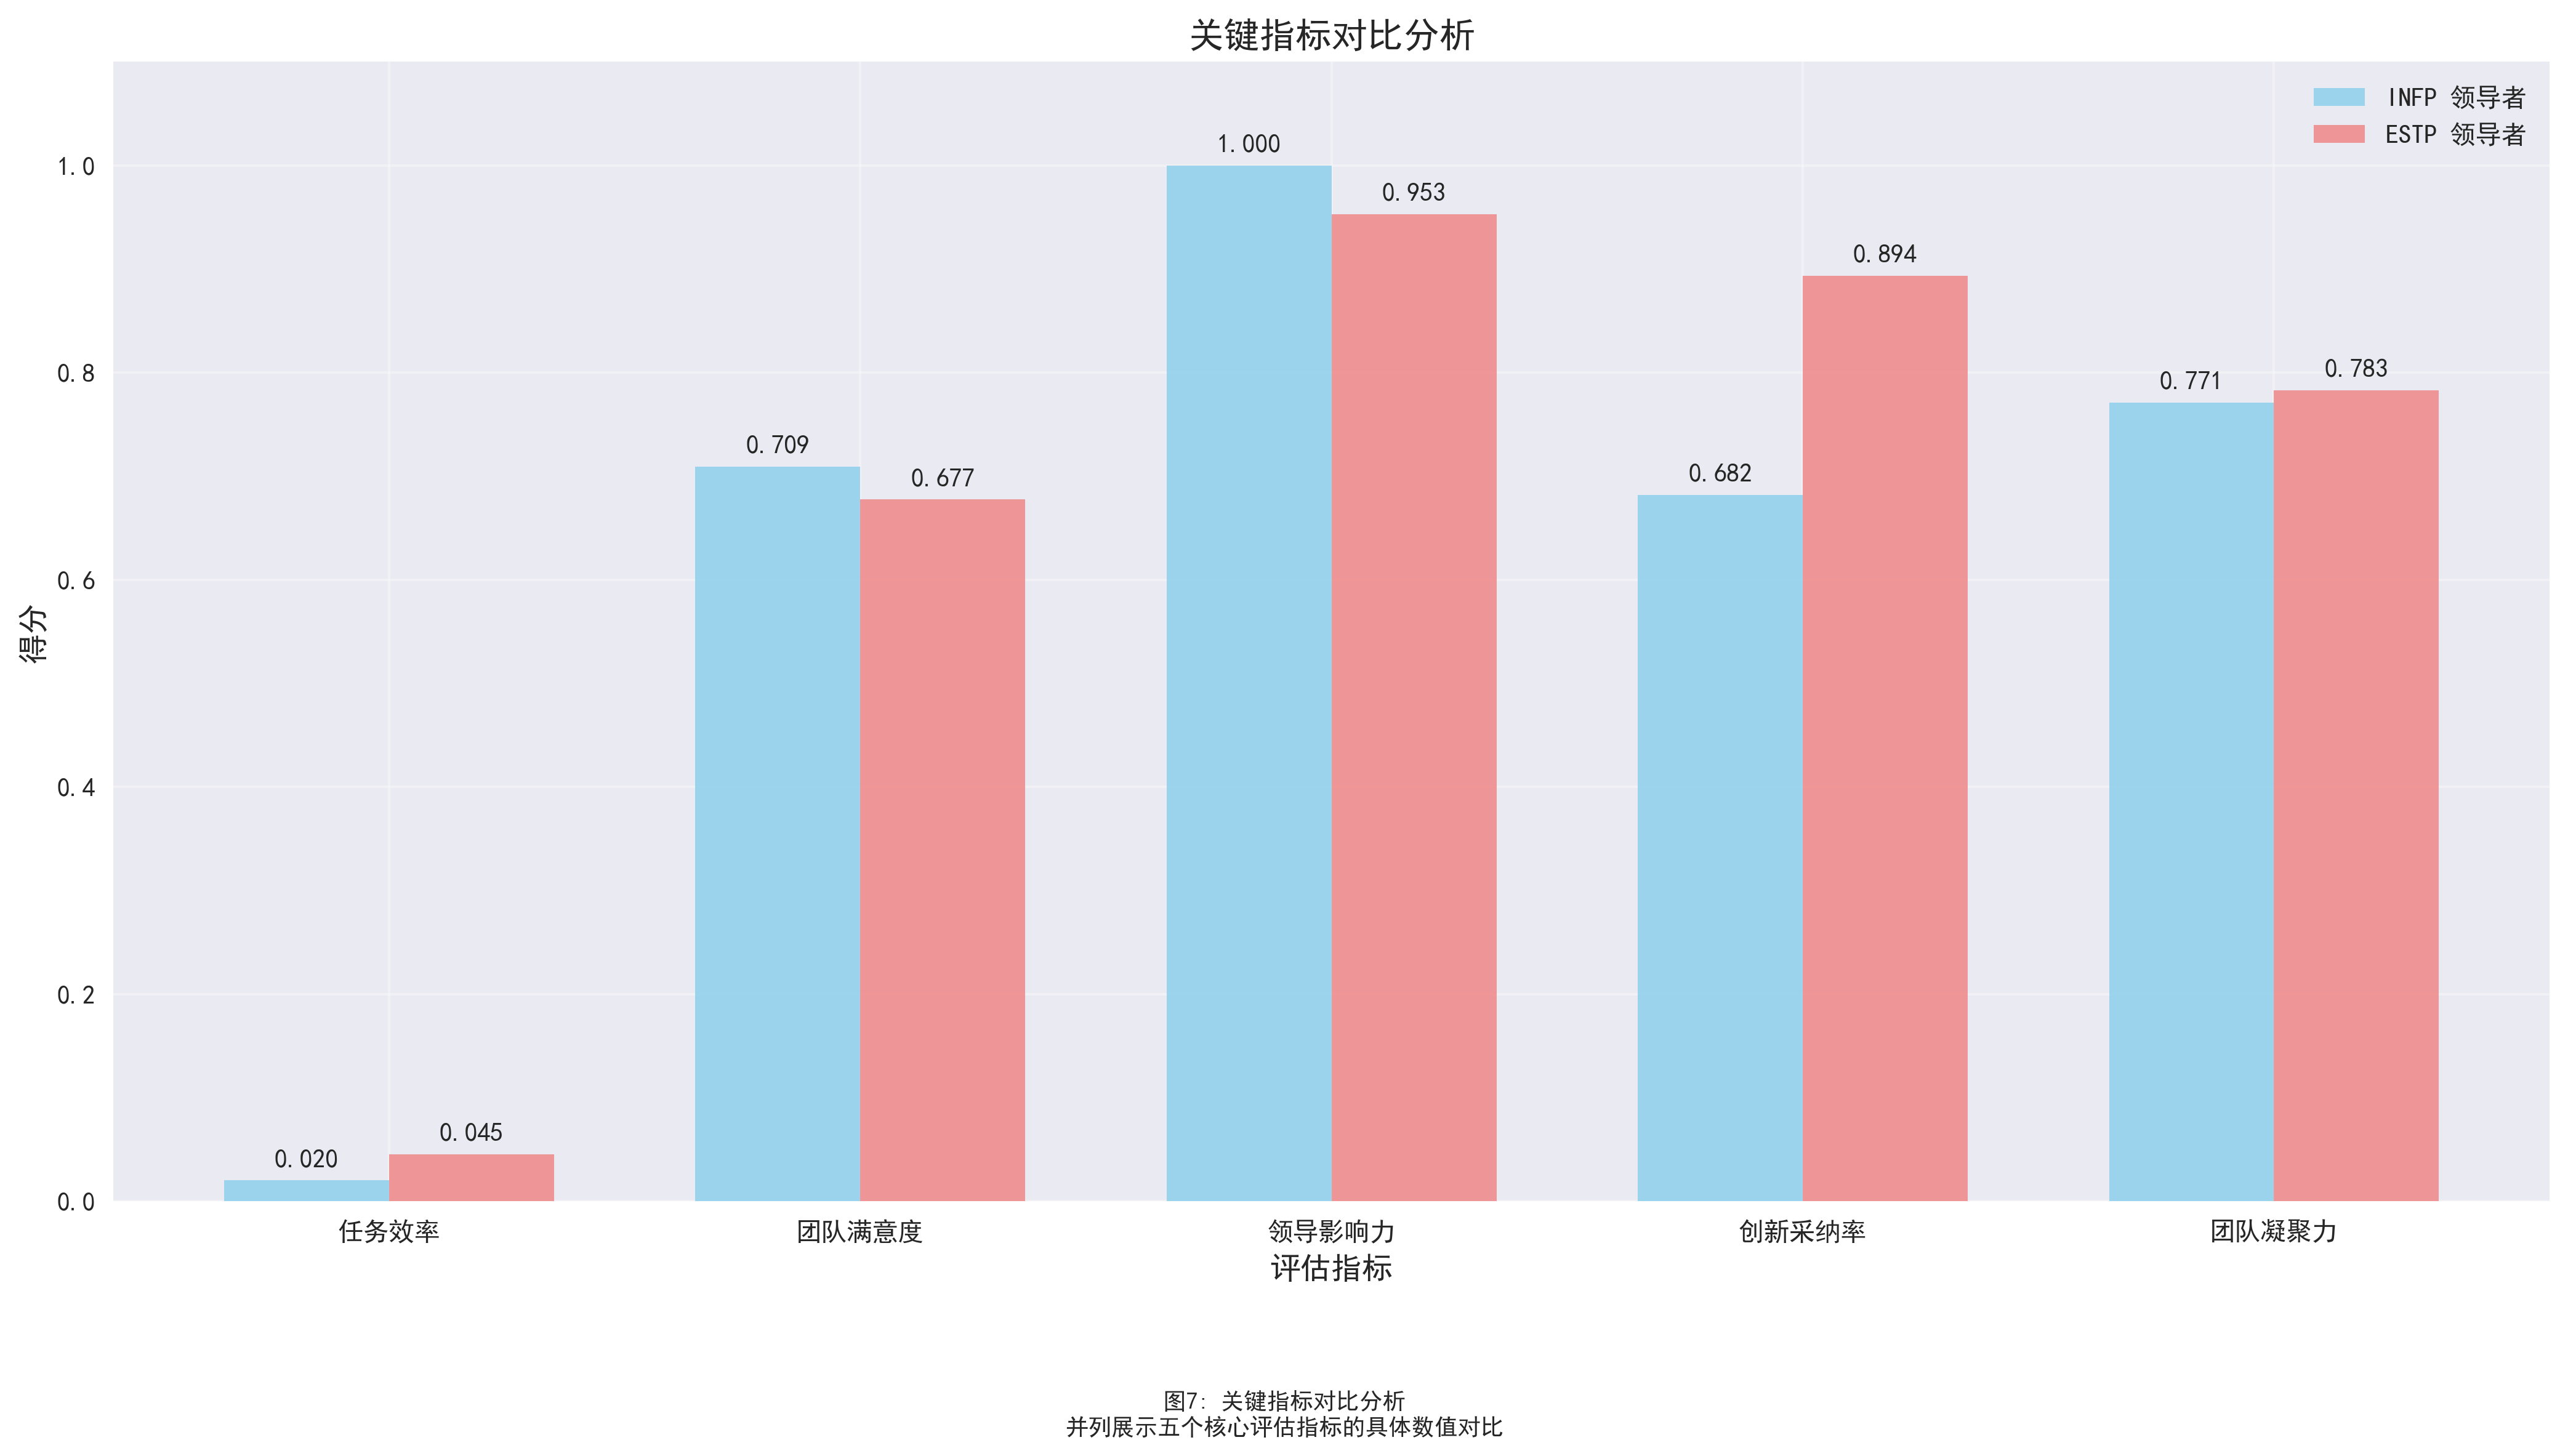 关键指标对比分析
INFP 领导者
ESTP 领导者
得分
1.0
0.8
0.6
0.4
0.2
0.0
0.020
0.045
0.709
0.677
1.000
0.953
0.682
0.894
0.771
0.783
任务效率
团队满意度
领导影响力
创新采纳率
团队凝聚力
评估指标
图7: 关键指标对比分析
并列展示五个核心评估指标的具体数值对比